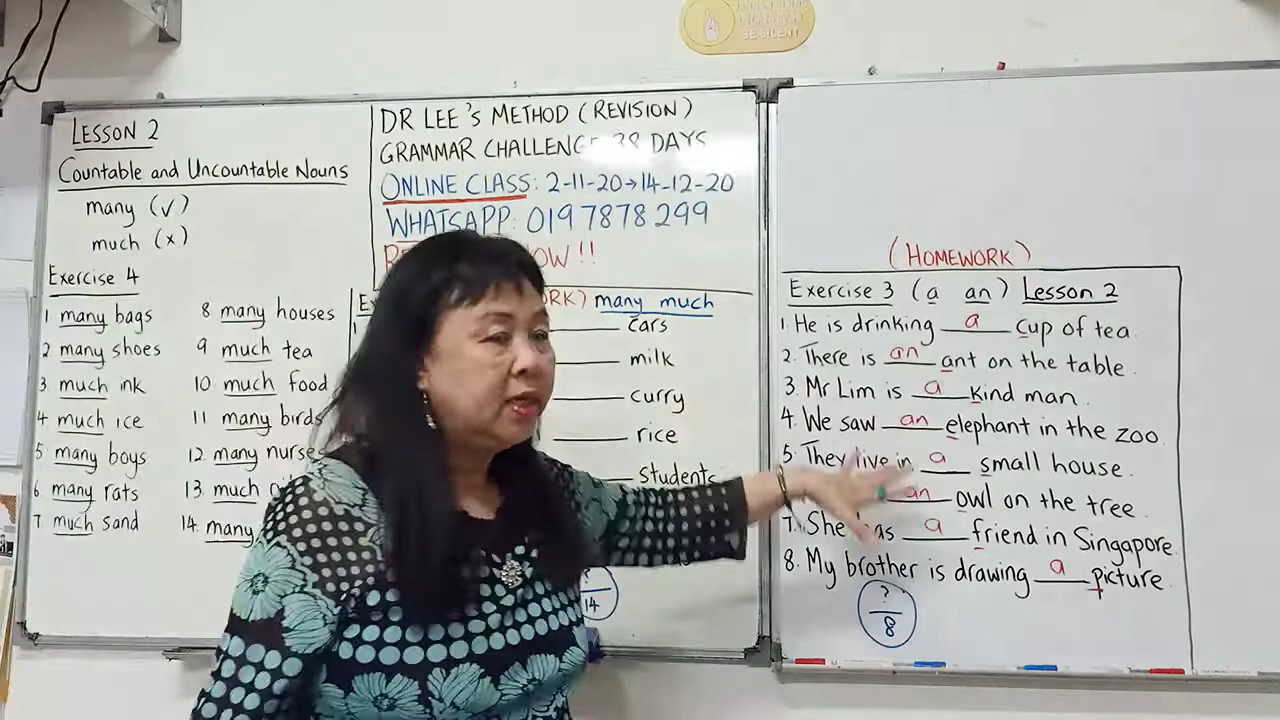 BE SILENT
LESSON 2
Countable and Uncountable Nouns
many (✓)
much (x)
Exercise 4
1 many bags
2 many shoes
3 much ink
4 much ice
5 many boys
6 many rats
7 much sand
8 many houses
9 much tea
10 much food
11 many birds
12 many nurse
13 much
14. many
DR LEE'S METHOD (REVISION)
GRAMMAR CHALLENGE 38 DAYS
ONLINE CLASS: 2-11-20→14-12-20
WHATSAPP: 019 7878 299
OW!!
RK) many much
cars
milk
curry
rice
students
14
(HOMEWORK)
Exercise 3 (a an) Lesson 2
1. He is drinking a cup of tea.
2. There is an ant on the table.
3. Mr Lim is a kind man.
4. We saw an elephant in the zoo.
5. They live in a small house.
an owl on the tree.
7. She has a friend in Singapore.
8. My brother is drawing a picture.
?
8